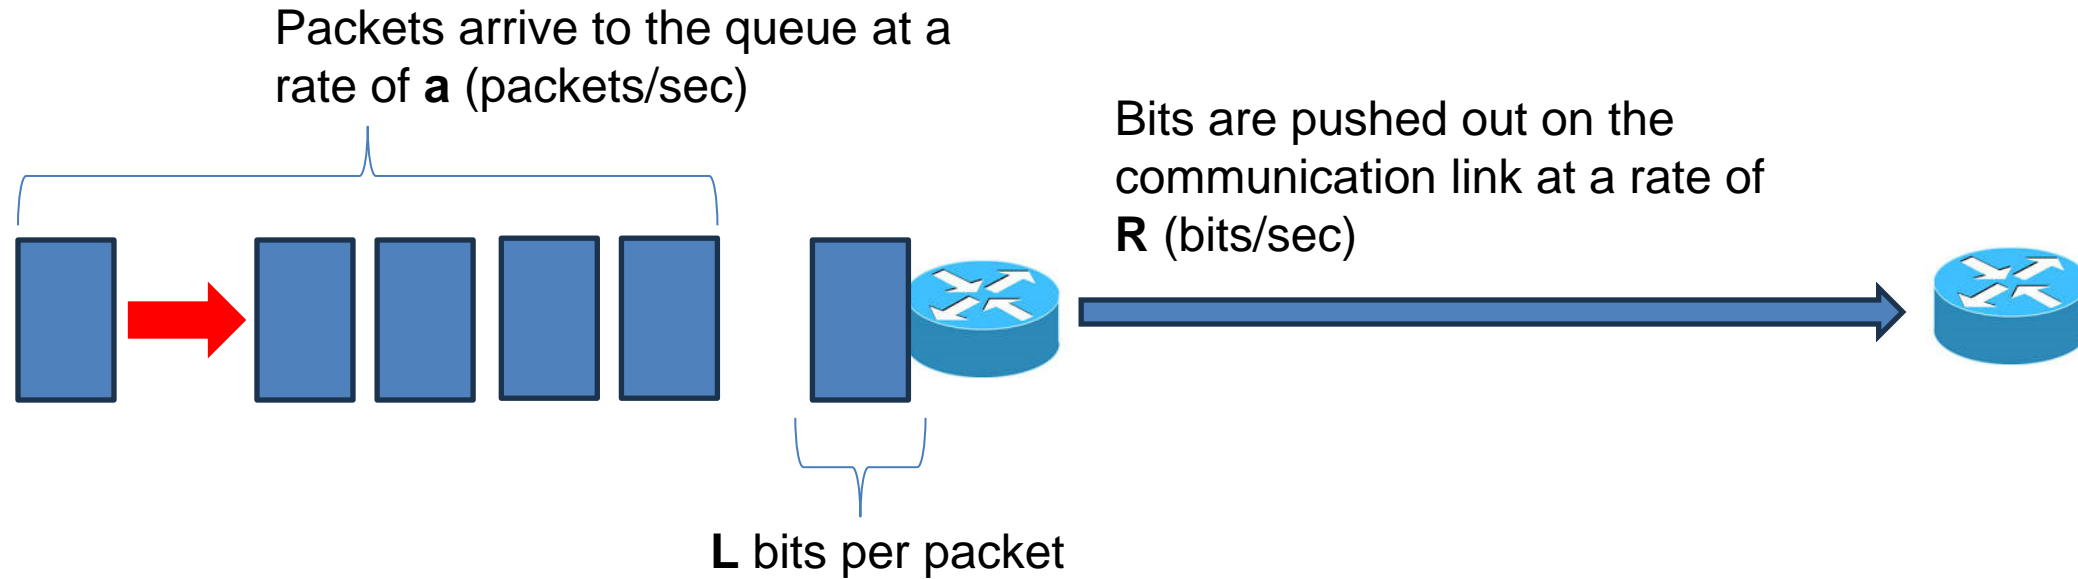 Packets arrive to the queue at a
rate of a (packets/sec)
Bits are pushed out on the
communication link at a rate of
R (bits/sec)
L bits per packet